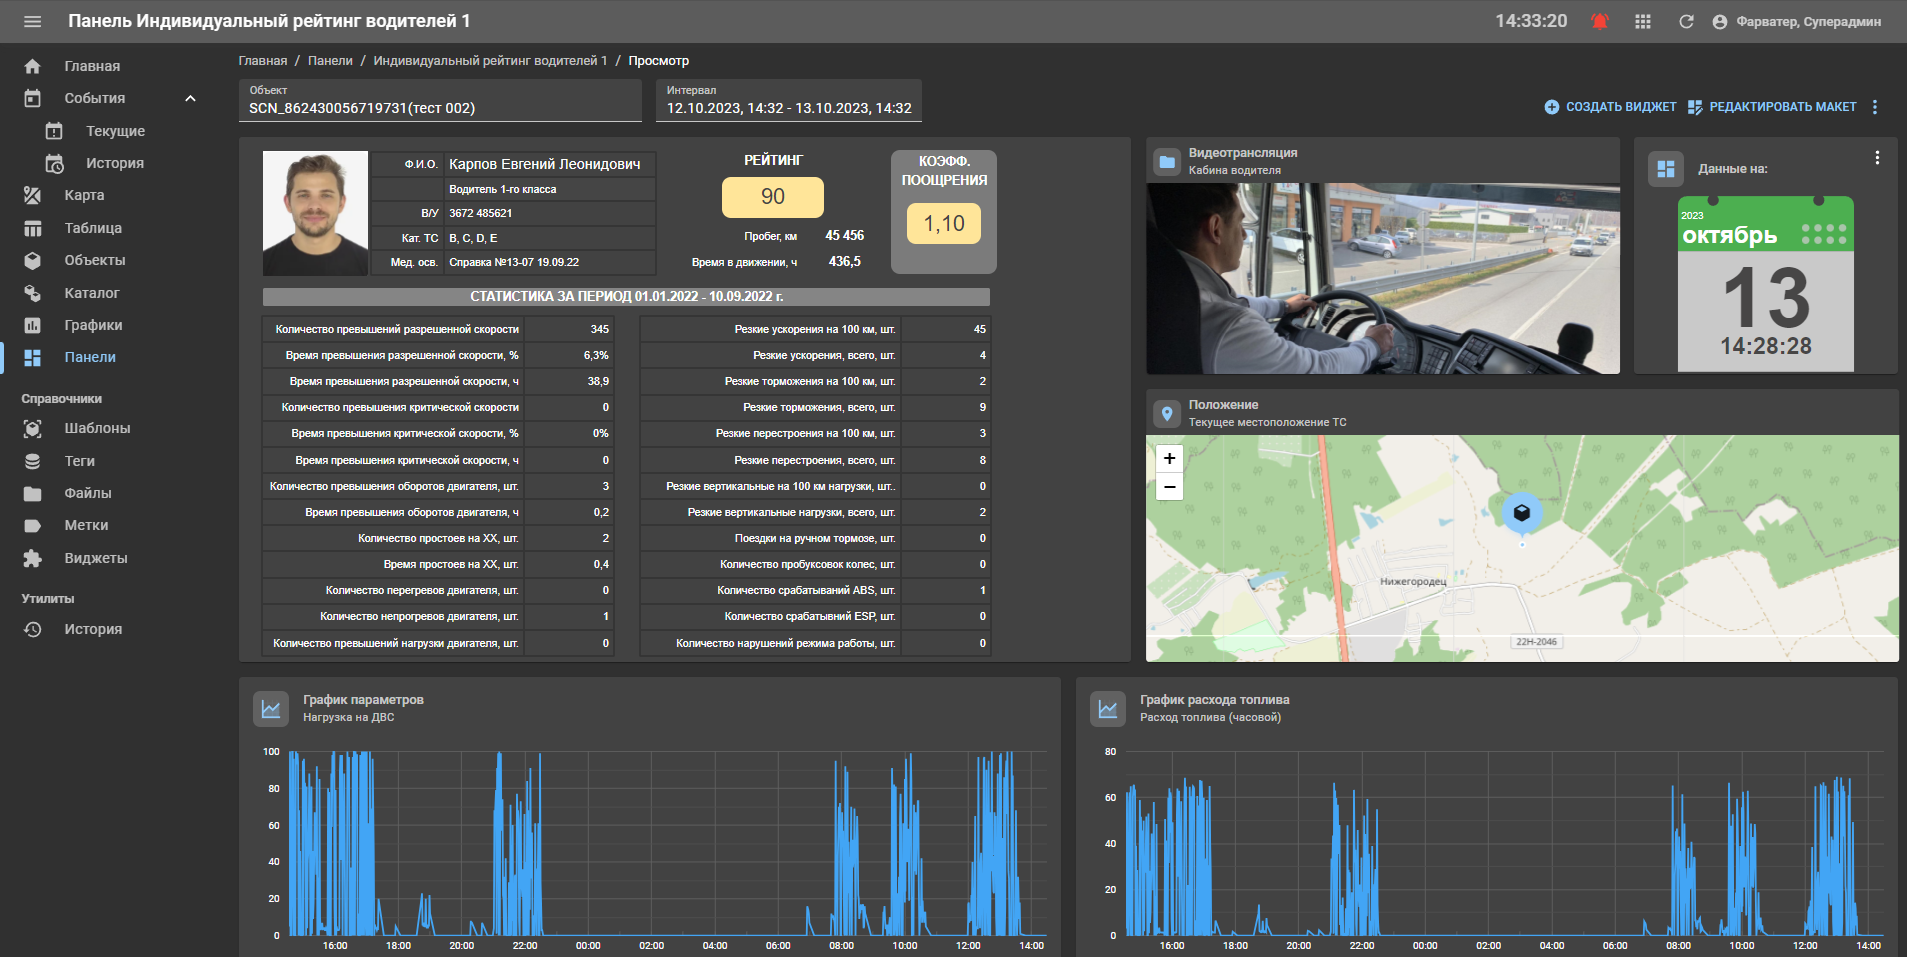 Панель Индивидуальный рейтинг водителей 1
14:33:20
Фарватер, Суперадмин
Главная
События
Текущие
История
Карта
Таблица
Объекты
Каталог
Графики
Панели
Справочники
Шаблоны
Теги
Файлы
Метки
Виджеты
Утилиты
История
Главная / Панели / Индивидуальный рейтинг водителей 1 / Просмотр
Объект
SCN_862430056719731(тест 002)
Интервал
12.10.2023, 14:32 - 13.10.2023, 14:32
СОЗДАТЬ ВИДЖЕТ
РЕДАКТИРОВАТЬ МАКЕТ
Ф.И.О. Карпов Евгений Леонидович
Водитель 1-го класса
В/У 3672 485621
Кат. ТС B, C, D, E
Мед. осв. Справка №13-07 19.09.22
РЕЙТИНГ
90
Пробег, км 45 456
Время в движении, ч 436,5
КОЭФФ.
ПООЩРЕНИЯ
1,10
СТАТИСТИКА ЗА ПЕРИОД 01.01.2022 - 10.09.2022 г.
Количество превышений разрешенной скорости 345
Время превышения разрешенной скорости, % 6,3%
Время превышения разрешенной скорости, ч 38,9
Количество превышения критической скорости 0
Время превышения критической скорости, % 0%
Время превышения критической скорости, ч 0
Количество превышения оборотов двигателя, шт. 3
Время превышения оборотов двигателя, ч 0,2
Количество простоев на ХХ, шт. 2
Время простоев на ХХ, шт. 0,4
Количество перегревов двигателя, шт. 0
Количество непрогревов двигателя, шт. 1
Количество превышений нагрузки двигателя, шт. 0
Резкие ускорения на 100 км, шт. 45
Резкие ускорения, всего, шт. 4
Резкие торможения на 100 км, шт. 2
Резкие торможения, всего, шт. 9
Резкие перестроения на 100 км, шт. 3
Резкие перестроения, всего, шт. 8
Резкие вертикальные на 100 км нагрузки, шт.. 0
Резкие вертикальные нагрузки, всего, шт. 2
Поездки на ручном тормозе, шт. 0
Количество пробуксовок колес, шт. 0
Количество срабатываний ABS, шт. 1
Количество срабатывний ESP, шт. 0
Количество нарушений режима работы, шт. 0
Видеотрансляция
Кабина водителя
Данные на:
2023
октябрь
13
14:28:28
Положение
Текущее местоположение ТС
+
−
Нижегородец
22Н-2046
График параметров
Нагрузка на ДВС
100
80
60
40
20
0
16:00 18:00 20:00 22:00 00:00 02:00 04:00 06:00 08:00 10:00 12:00 14:00
График расхода топлива
Расход топлива (часовой)
80
60
40
20
0
16:00 18:00 20:00 22:00 00:00 02:00 04:00 06:00 08:00 10:00 12:00 14:00